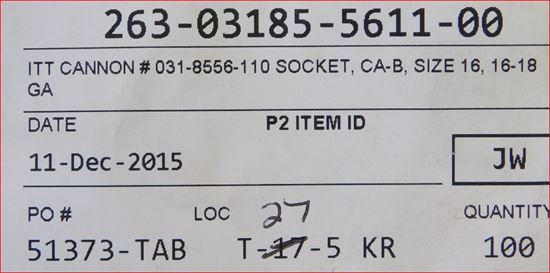 263-03185-5611-00
ITT CANNON # 031-8556-110 SOCKET, CA-B, SIZE 16, 16-18
GA
DATE P2 ITEM ID
11-Dec-2015 JW
PO # LOC 27 QUANTITY
51373-TAB T-17-5 KR 100